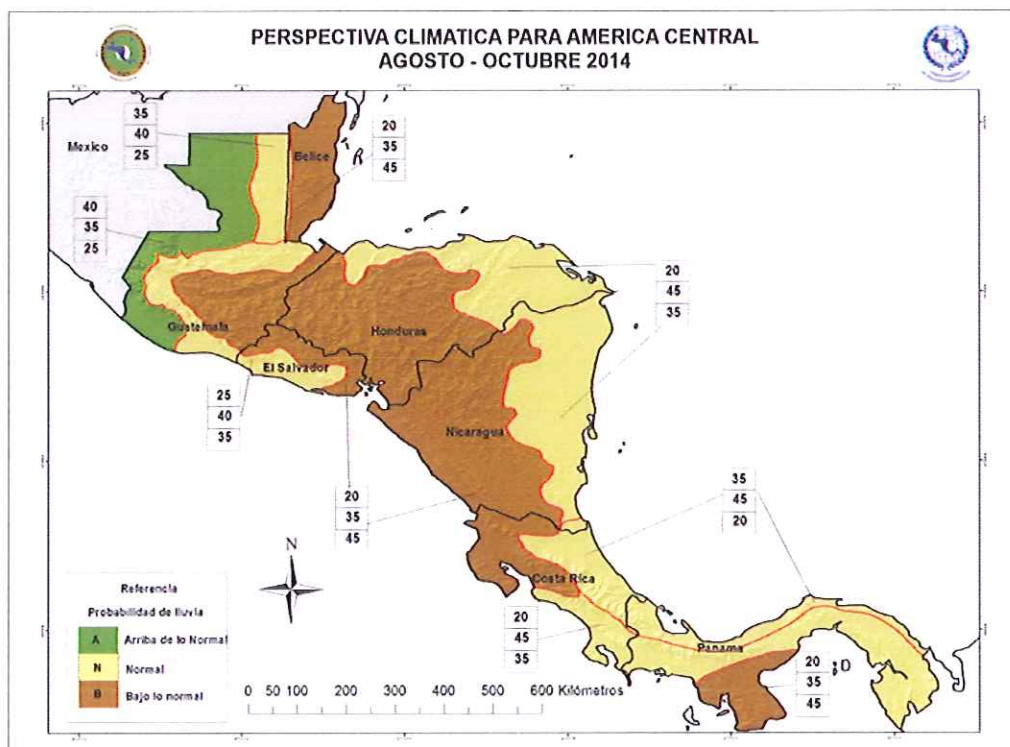 PERSPECTIVA CLIMATICA PARA AMERICA CENTRAL
AGOSTO - OCTUBRE 2014
Mexico
35
40
25
Belice
20
35
45
40
35
25
20
45
35
Guatemala
Honduras
El Salvador
25
40
35
Nicaragua
20
35
45
35
45
20
N
Costa Rica
20
45
35
Panama
20
35
45
Referencia
Probabilidad de lluvia
A Arriba de lo Normal
N Normal
B Bajo lo normal
0 50 100 200 300 400 500 600 Kilómetros